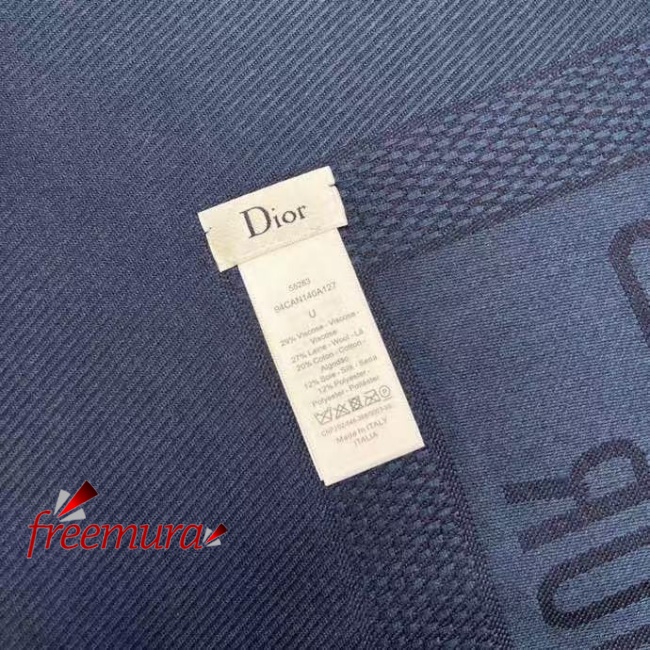 Dior
55283
94CAN140A127
U
29% Viscose - Viscose -
Viscose
27% Laine - Wool - Lã
20% Coton - Cotton -
Algodão
12% Soie - Silk - Seda
12% Polyester -
Polyester - Poliéster
Made in ITALY
ITALIA
freemura